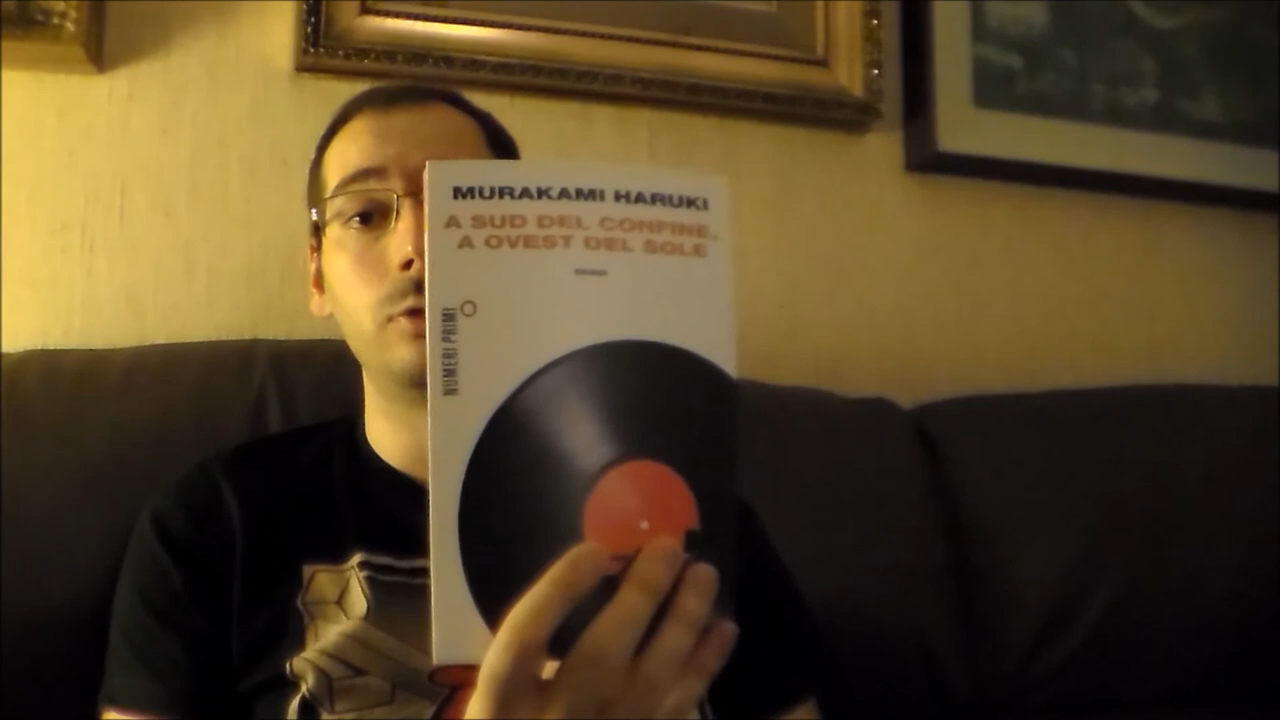 MURAKAMI HARUKI
A SUD DEL CONFINE,
A OVEST DEL SOLE
NUMERI PRIMI